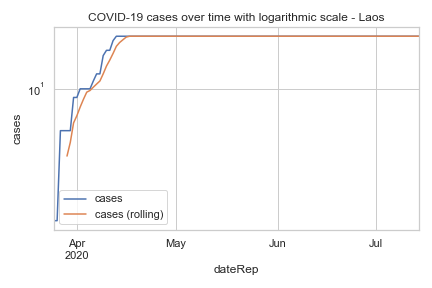 COVID-19 cases over time with logarithmic scale - Laos
10¹
cases
cases
cases (rolling)
Apr
2020
May
Jun
Jul
dateRep